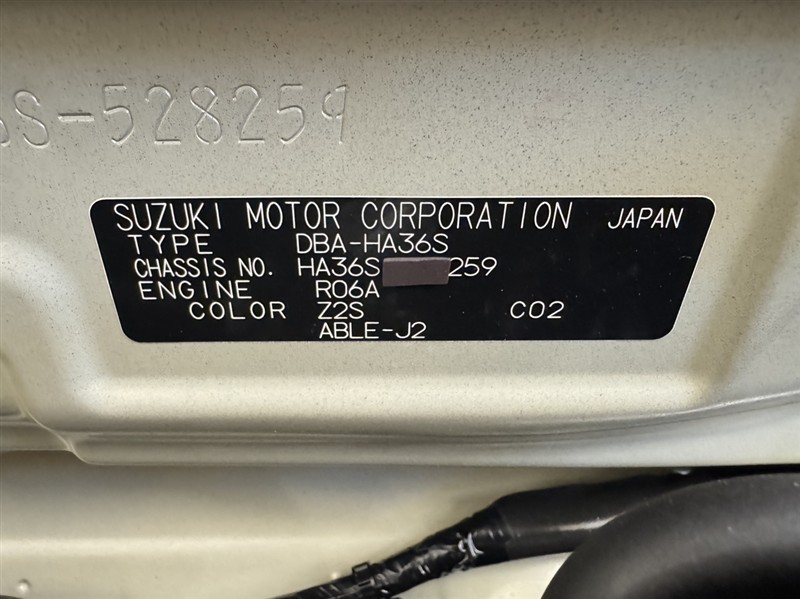 6S-528259
SUZUKI MOTOR CORPORATION JAPAN
TYPE DBA-HA36S
CHASSIS NO. HA36S 259
ENGINE R06A
COLOR Z2S C02
ABLE-J2